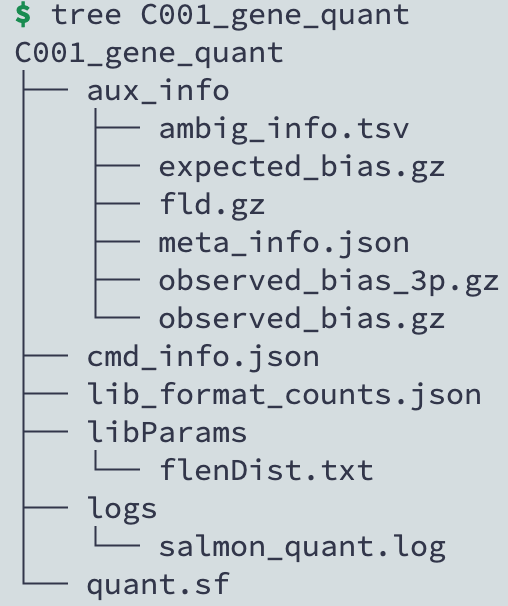 $ tree C001_gene_quant
C001_gene_quant
├── aux_info
│   ├── ambig_info.tsv
│   ├── expected_bias.gz
│   ├── fld.gz
│   ├── meta_info.json
│   ├── observed_bias_3p.gz
│   └── observed_bias.gz
├── cmd_info.json
├── lib_format_counts.json
├── libParams
│   └── flenDist.txt
├── logs
│   └── salmon_quant.log
└── quant.sf